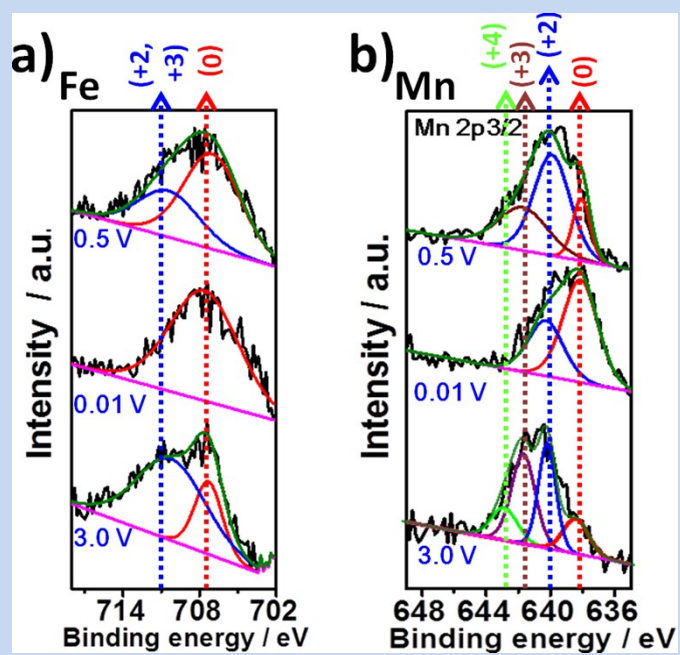 a)
Fe
(+2,
+3)
(0)
0.5 V
0.01 V
3.0 V
Intensity / a.u.
714 708 702
Binding energy / eV
b)
Mn
(+4)
(+3)
(+2)
(0)
Mn 2p3/2
0.5 V
0.01 V
3.0 V
Intensity / a.u.
648 644 640 636
Binding energy / eV